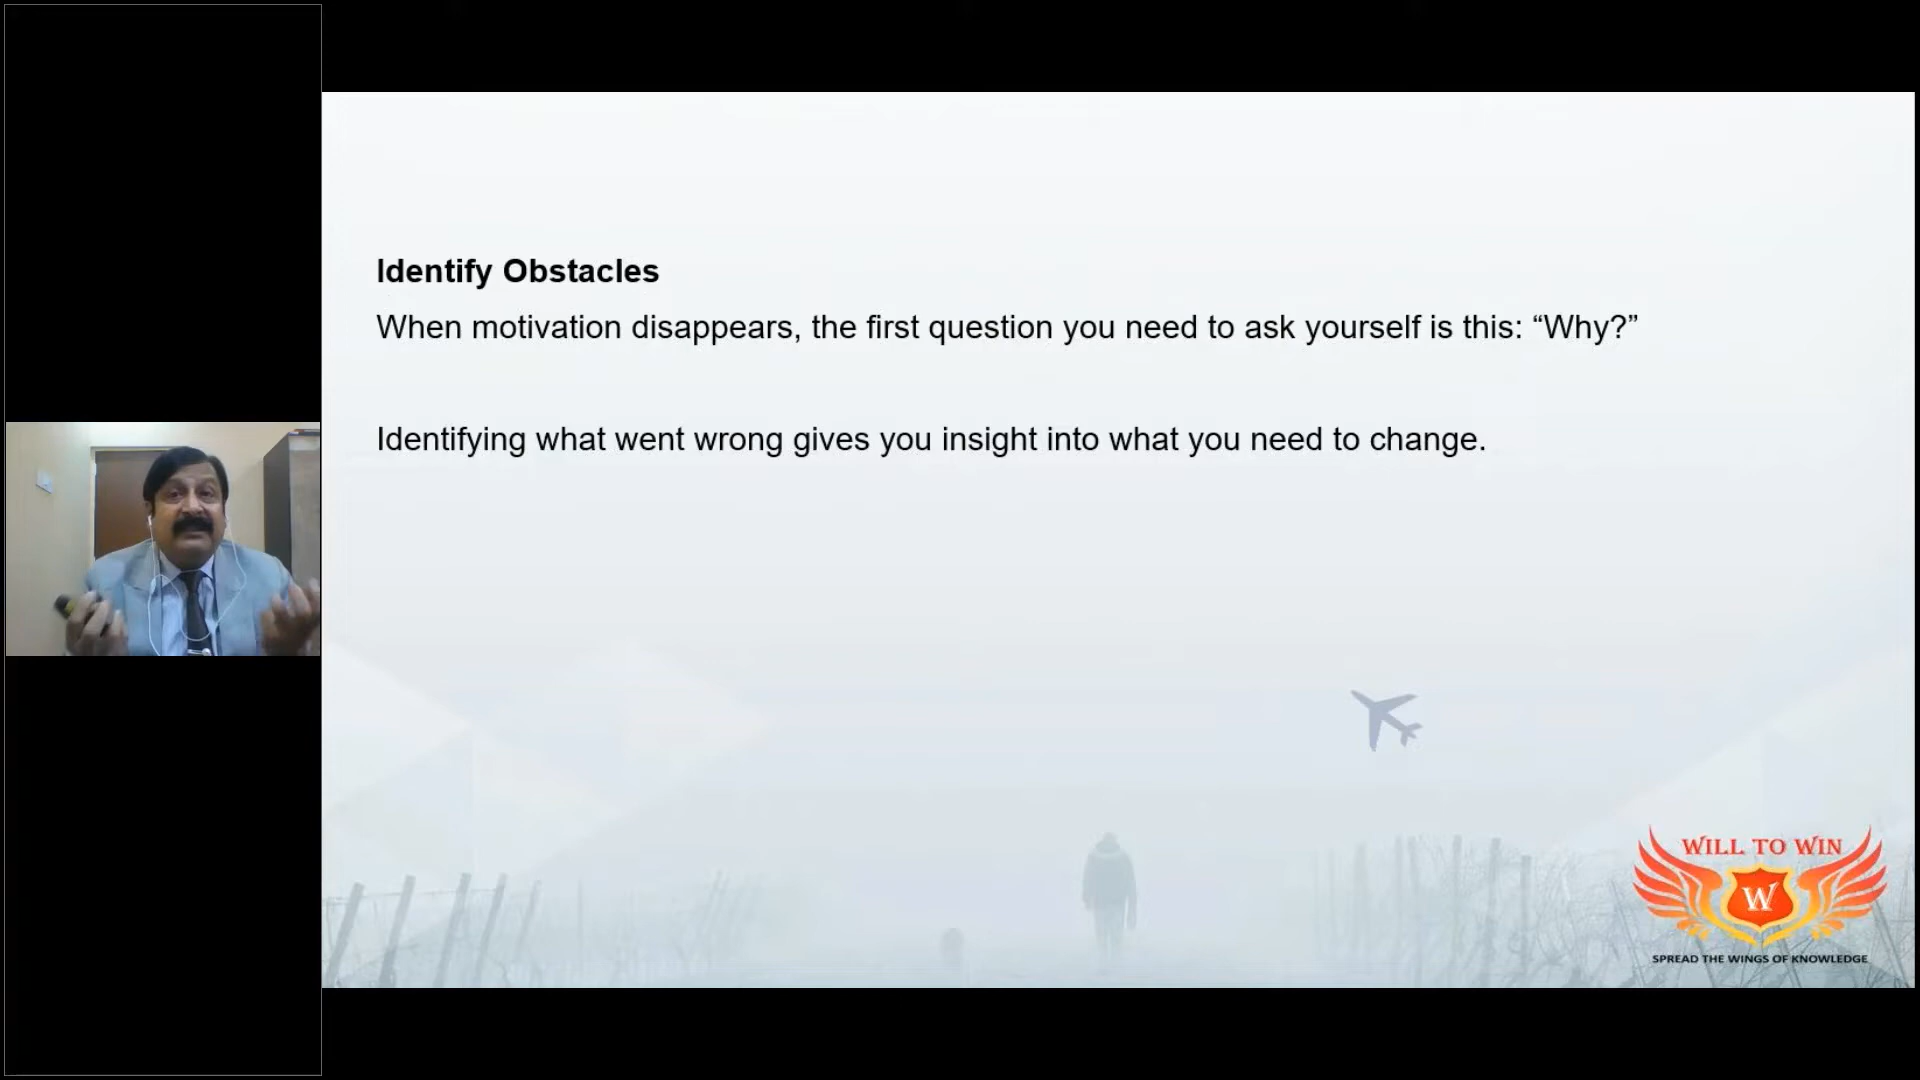 Identify Obstacles
When motivation disappears, the first question you need to ask yourself is this: “Why?”
Identifying what went wrong gives you insight into what you need to change.
WILL TO WIN
W
SPREAD THE WINGS OF KNOWLEDGE